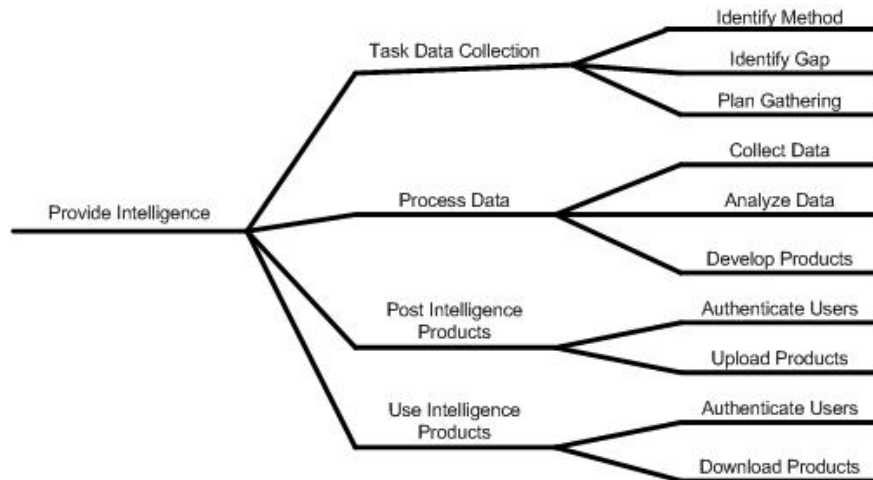 Identify Method
Task Data Collection
Identify Gap
Plan Gathering
Collect Data
Provide Intelligence
Process Data
Analyze Data
Develop Products
Post Intelligence
Products
Authenticate Users
Upload Products
Use Intelligence
Products
Authenticate Users
Download Products